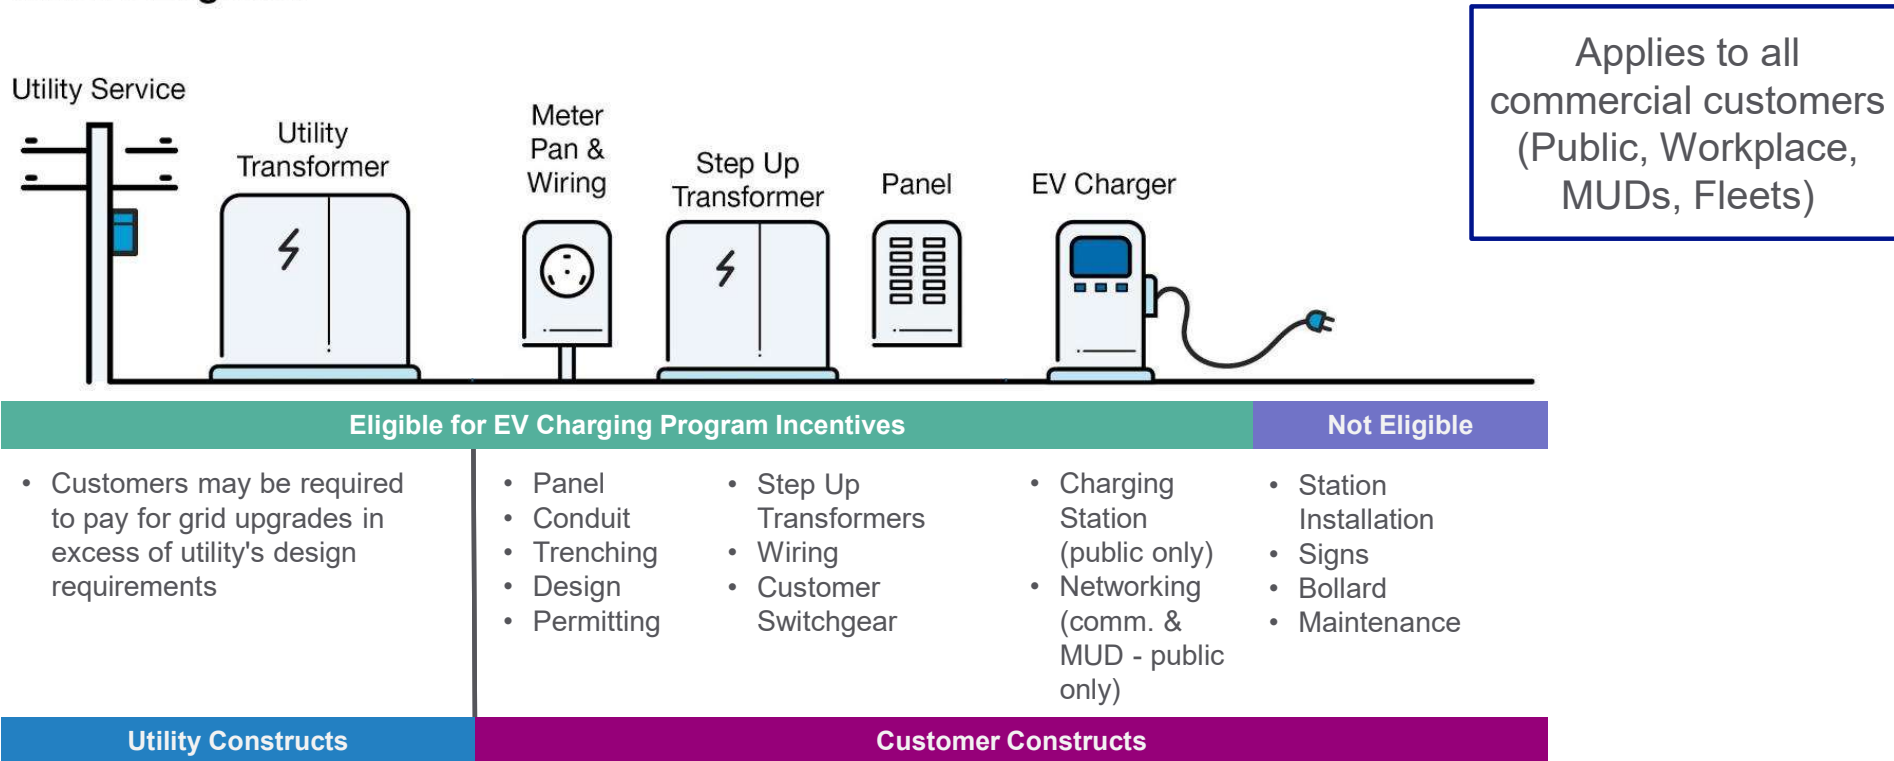 Applies to all
commercial customers
(Public, Workplace,
MUDs, Fleets)
Utility Service
Utility
Transformer
Meter
Pan &
Wiring
Step Up
Transformer
Panel
EV Charger
Eligible for EV Charging Program Incentives
Not Eligible
• Customers may be required
to pay for grid upgrades in
excess of utility's design
requirements
• Panel
• Conduit
• Trenching
• Design
• Permitting
• Step Up
Transformers
• Wiring
• Customer
Switchgear
• Charging
Station
(public only)
• Networking
(comm. &
MUD - public
only)
• Station
Installation
• Signs
• Bollard
• Maintenance
Utility Constructs
Customer Constructs